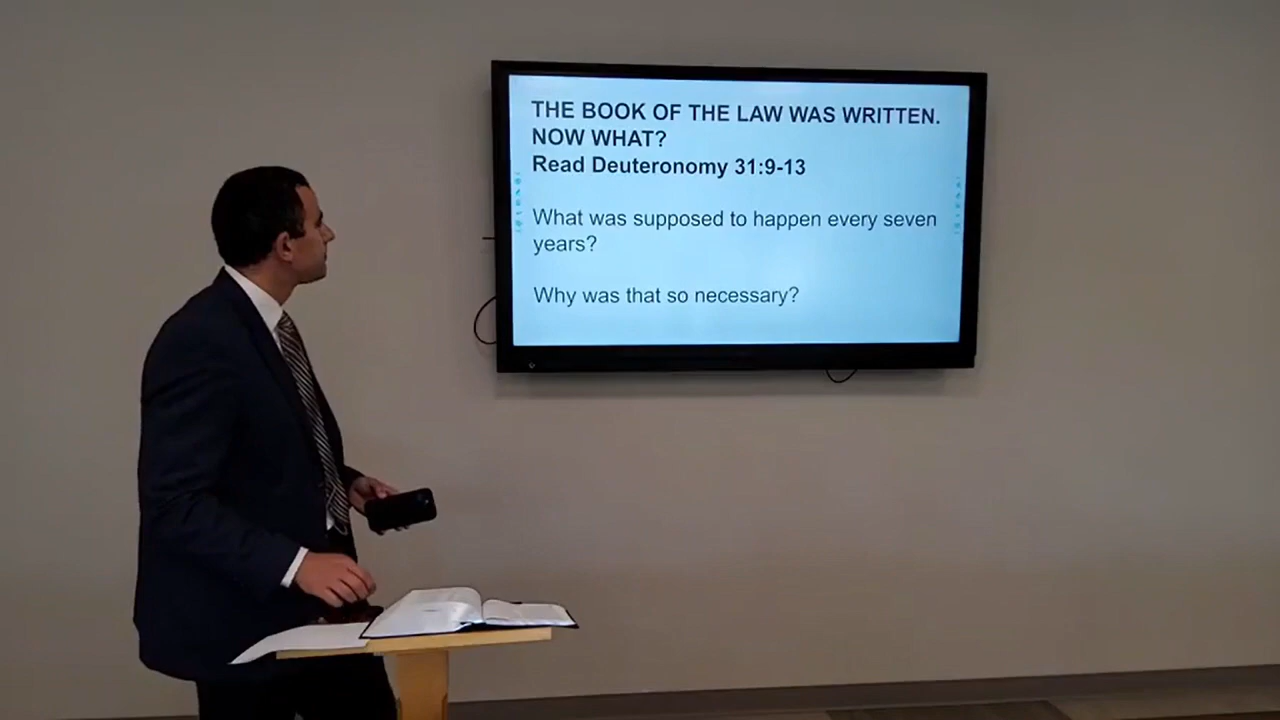 THE BOOK OF THE LAW WAS WRITTEN.
NOW WHAT?
Read Deuteronomy 31:9-13
What was supposed to happen every seven
years?
Why was that so necessary?